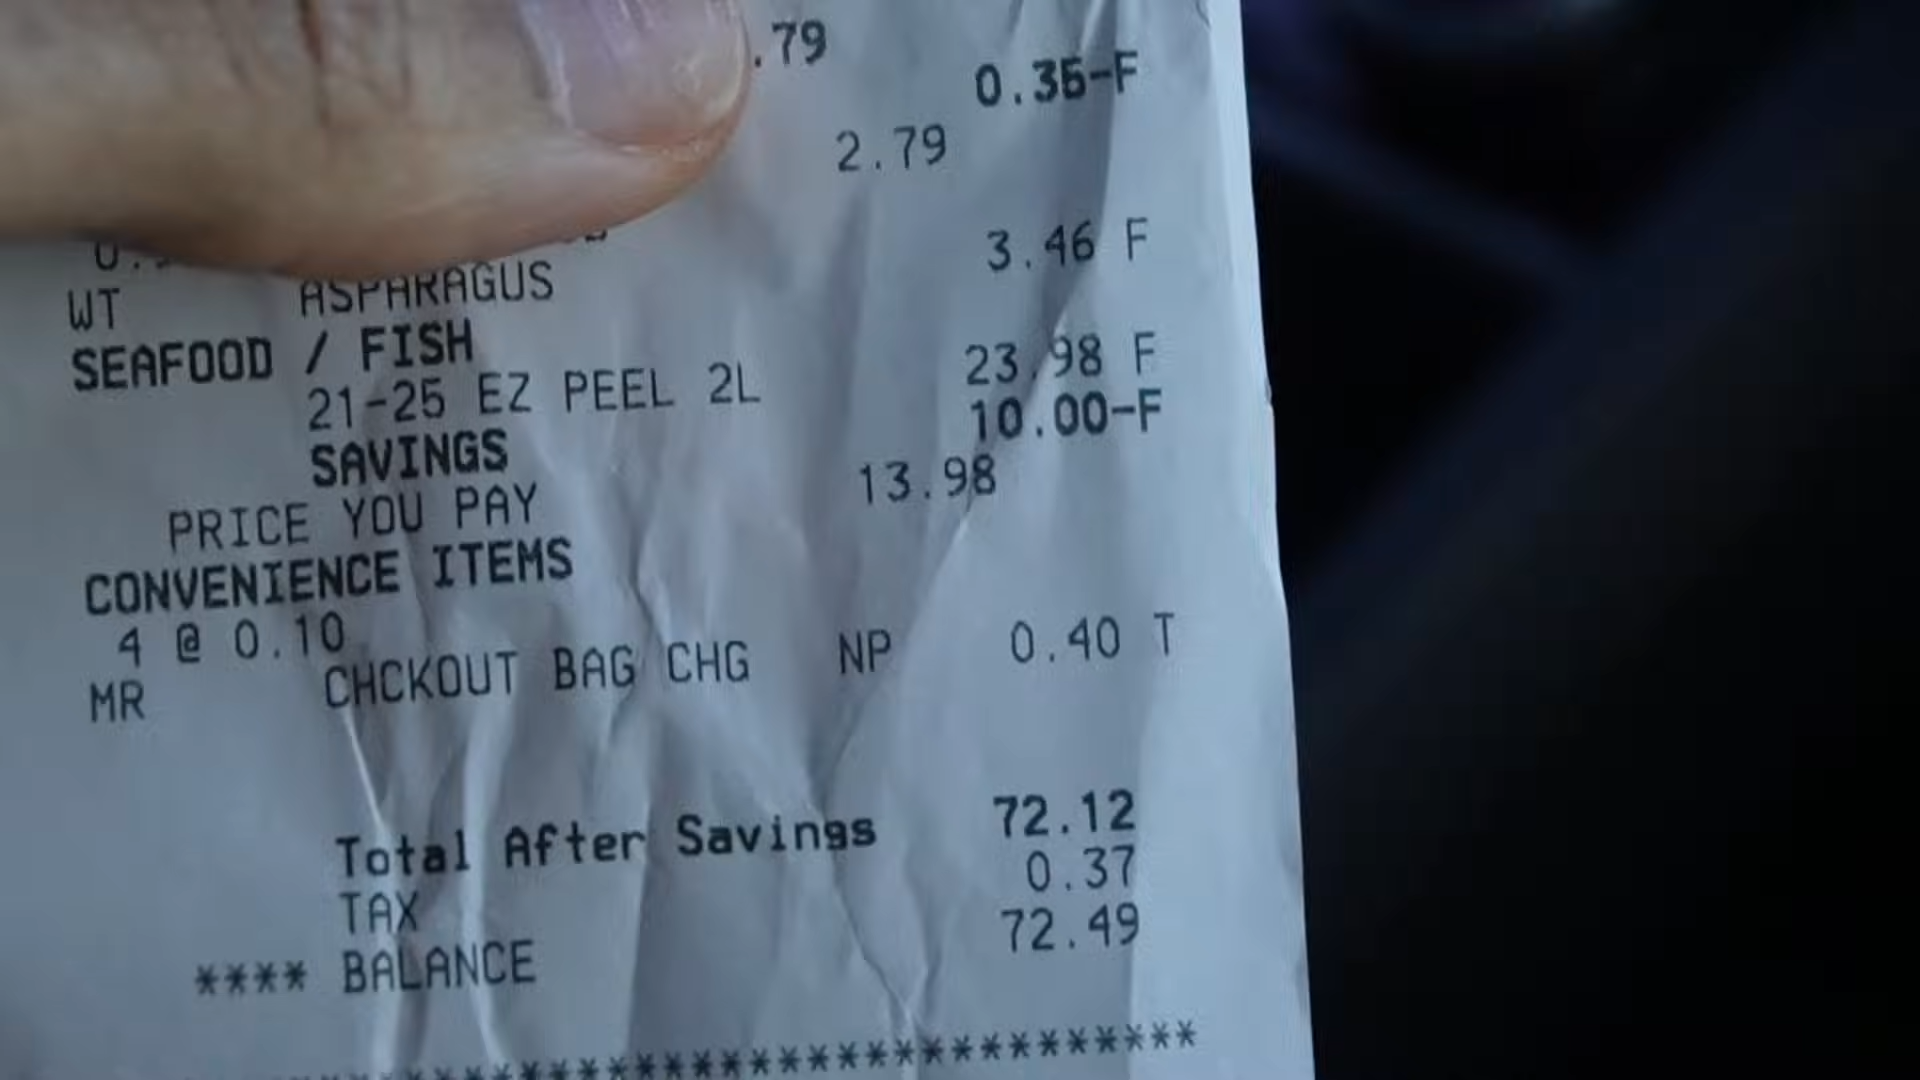 .79
0.35-F
2.79
WT ASPARAGUS 3.46 F
SEAFOOD / FISH
21-25 EZ PEEL 2L 23.98 F
SAVINGS 10.00-F
PRICE YOU PAY 13.98
CONVENIENCE ITEMS
4 @ 0.10
MR CHCKOUT BAG CHG NP 0.40 T
Total After Savings 72.12
TAX 0.37
**** BALANCE 72.49